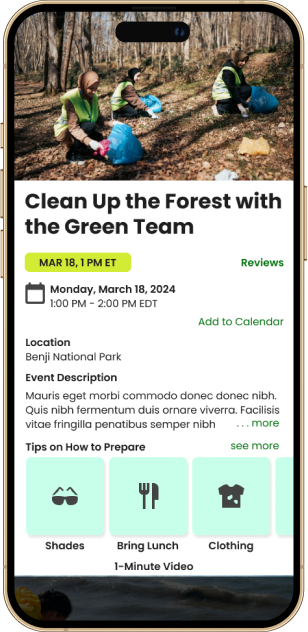 Clean Up the Forest with
the Green Team
MAR 18, 1 PM ET
Reviews
Monday, March 18, 2024
1:00 PM - 2:00 PM EDT
Add to Calendar
Location
Benji National Park
Event Description
Mauris eget morbi commodo donec donec nibh.
Quis nibh fermentum duis ornare viverra. Facilisis
vitae fringilla penatibus semper nibh ... more
Tips on How to Prepare
see more
Shades
Bring Lunch
Clothing
1-Minute Video